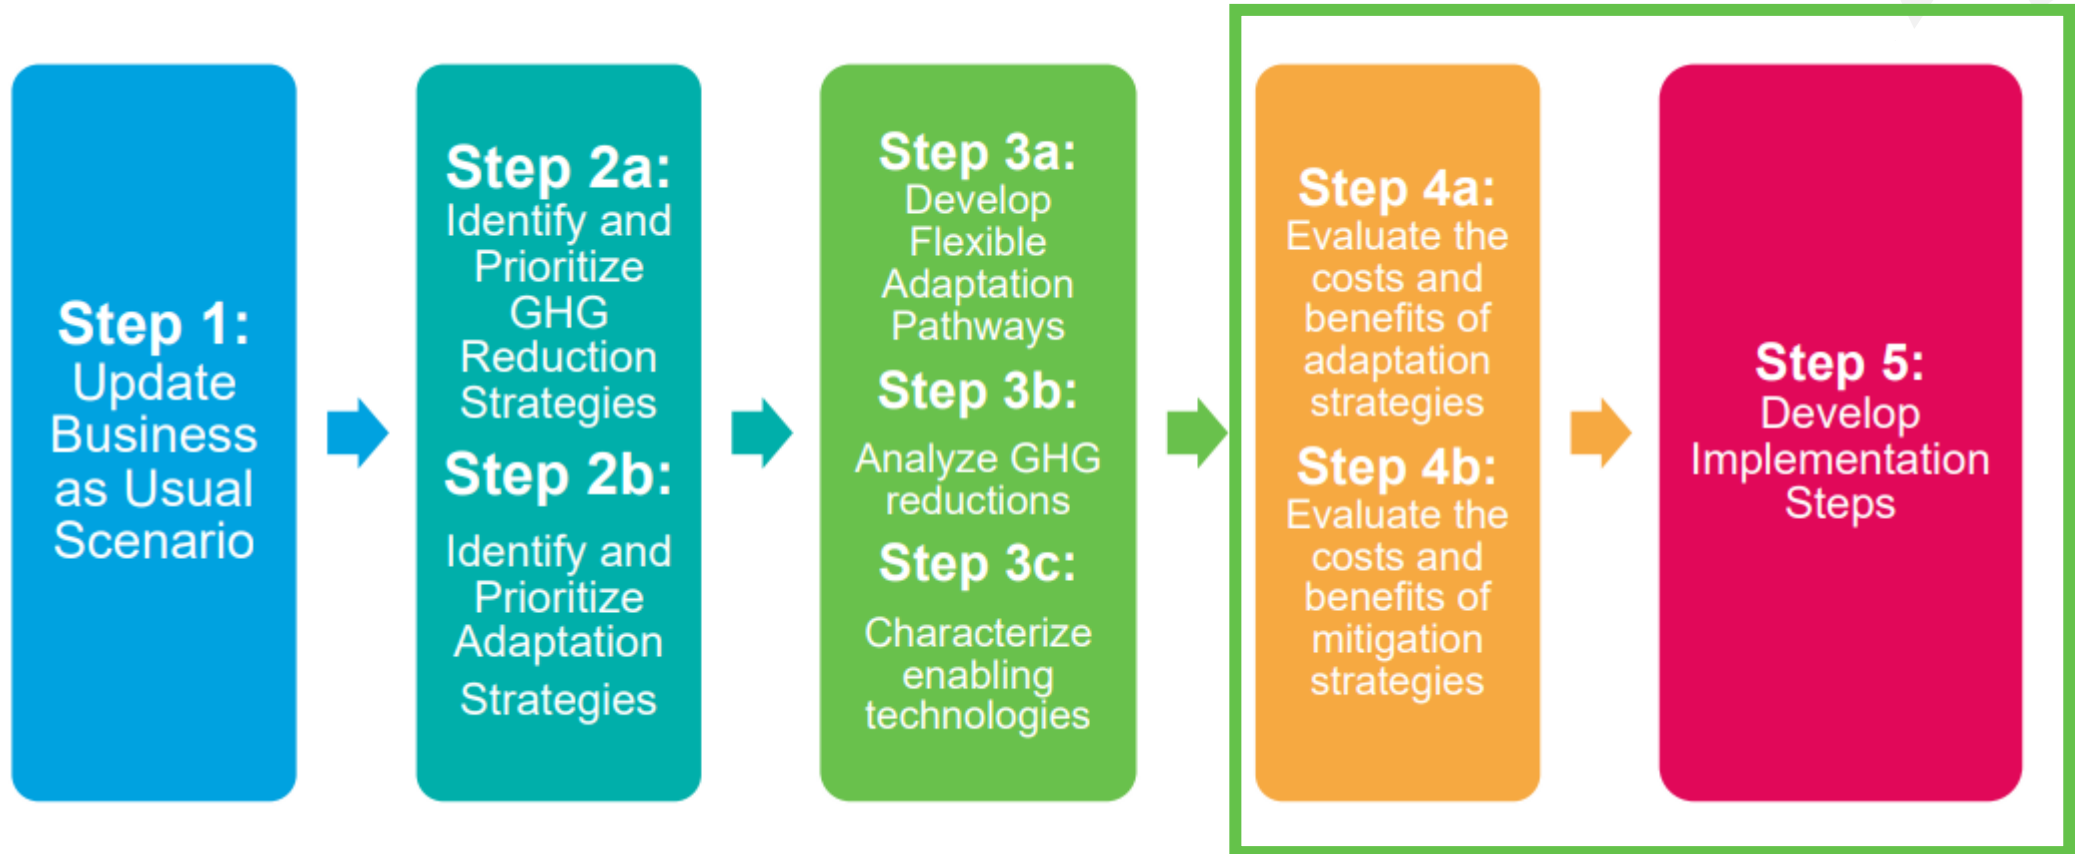 Step 1:
Update
Business
as Usual
Scenario
Step 2a:
Identify and
Prioritize
GHG
Reduction
Strategies
Step 2b:
Identify and
Prioritize
Adaptation
Strategies
Step 3a:
Develop
Flexible
Adaptation
Pathways
Step 3b:
Analyze GHG
reductions
Step 3c:
Characterize
enabling
technologies
Step 4a:
Evaluate the
costs and
benefits of
adaptation
strategies
Step 4b:
Evaluate the
costs and
benefits of
mitigation
strategies
Step 5:
Develop
Implementation
Steps